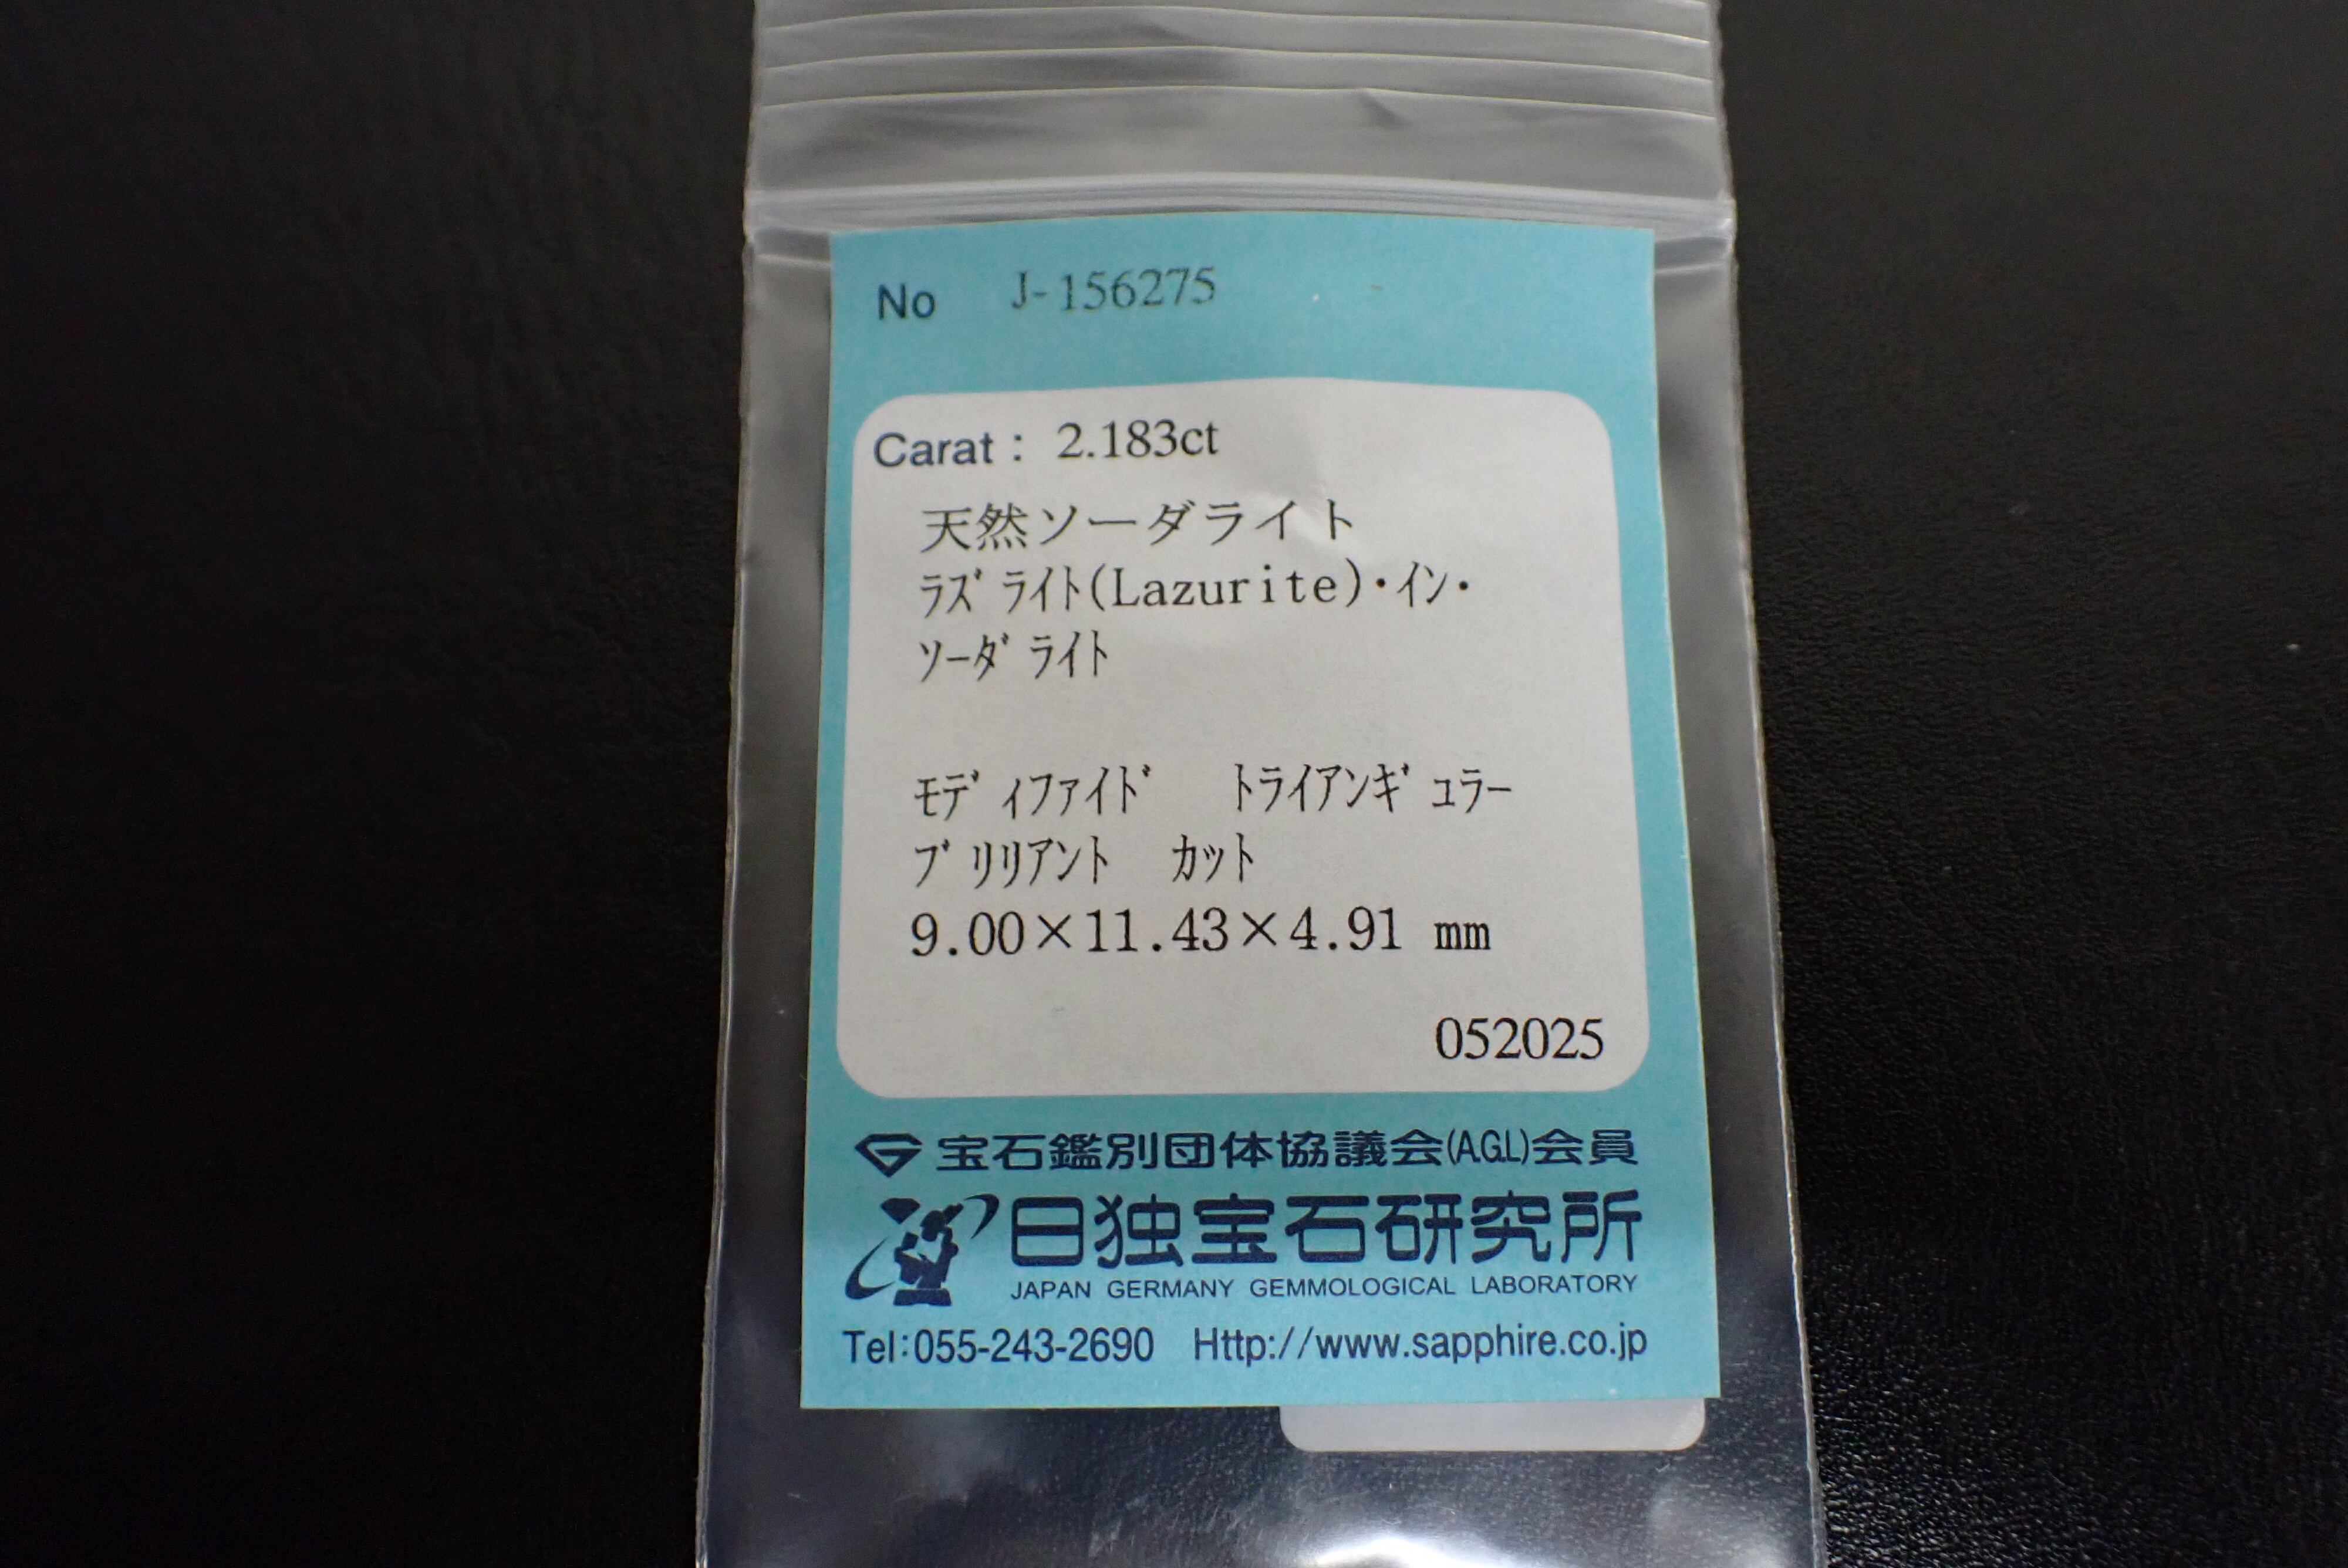 No J-156275
Carat : 2.183ct
天然ソーダライト
ﾗｽﾞﾗｲﾄ(Lazurite)・ｲﾝ・
ｿｰﾀﾞﾗｲﾄ
ﾓﾃﾞｨﾌｧｲﾄﾞ ﾄﾗｲｱﾝｷﾞｭﾗｰ
ﾌﾞﾘﾘｱﾝﾄ ｶｯﾄ
9.00×11.43×4.91 mm
052025
宝石鑑別団体協議会(AGL)会員
日独宝石研究所
JAPAN GERMANY GEMMOLOGICAL LABORATORY
Tel:055-243-2690 Http://www.sapphire.co.jp